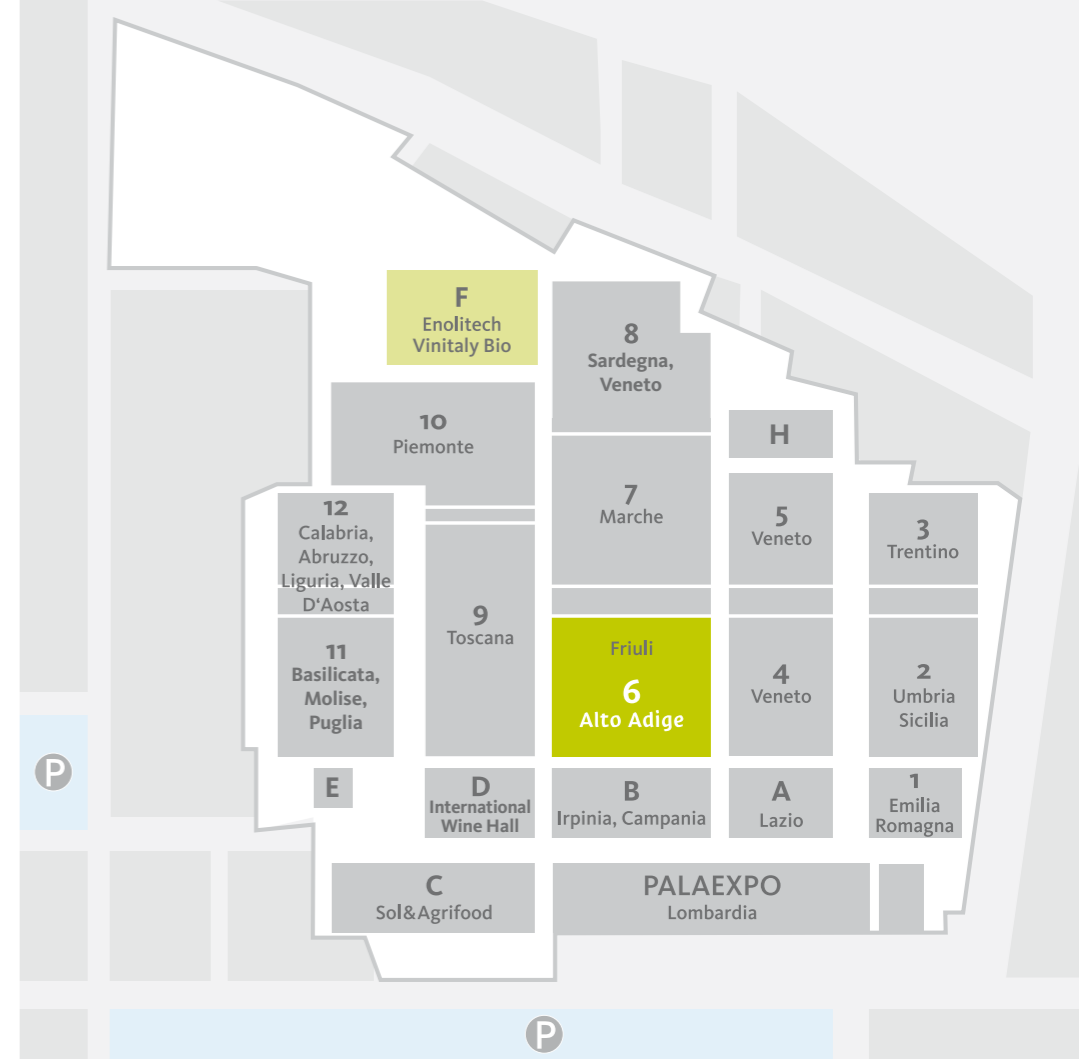 F
Enolitech
Vinitaly Bio
8
Sardegna,
Veneto
10
Piemonte
H
7
Marche
5
Veneto
3
Trentino
12
Calabria,
Abruzzo,
Liguria, Valle
D‘Aosta
9
Toscana
11
Basilicata,
Molise,
Puglia
Friuli
6
Alto Adige
4
Veneto
2
Umbria
Sicilia
P
E
D
International
Wine Hall
B
Irpinia, Campania
A
Lazio
1
Emilia
Romagna
C
Sol&Agrifood
PALAEXPO
Lombardia
P